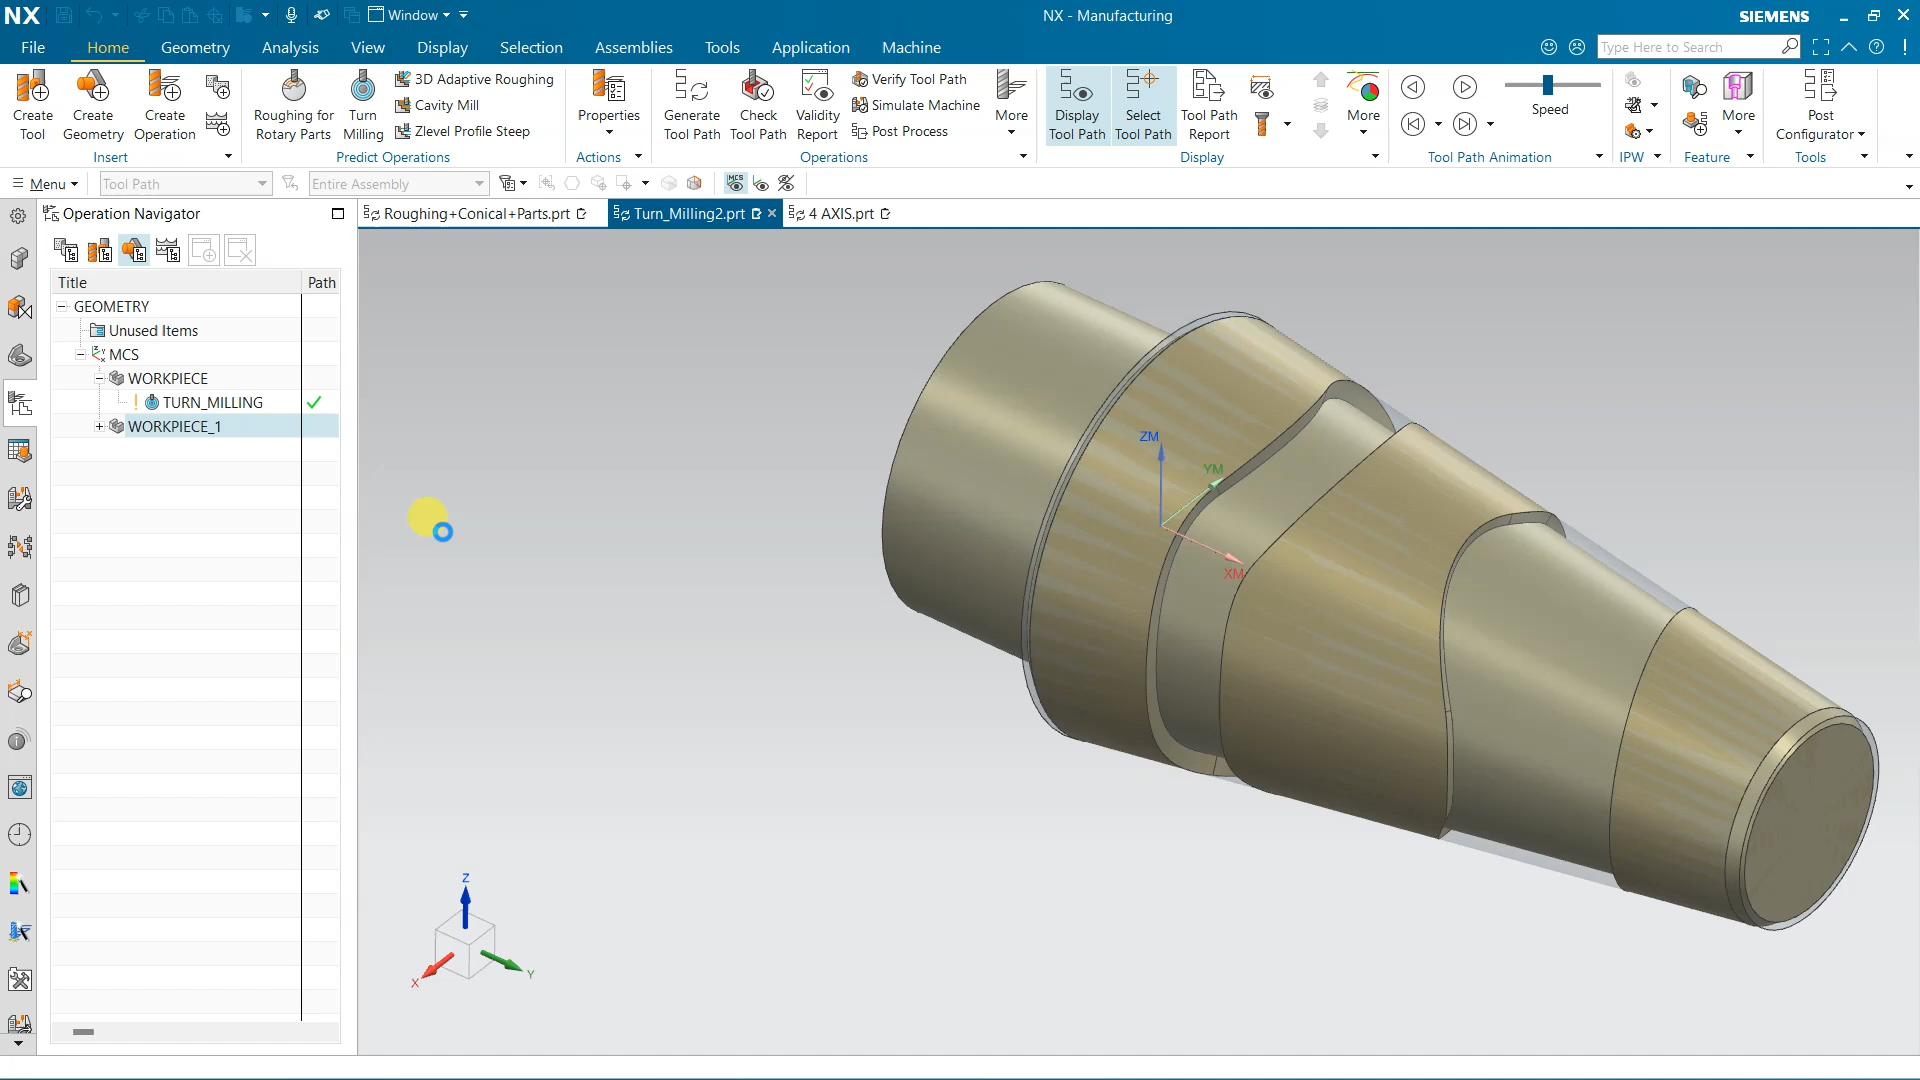 NX
Window
NX - Manufacturing
SIEMENS
File
Home
Geometry
Analysis
View
Display
Selection
Assemblies
Tools
Application
Machine
Type Here to Search
Create Tool
Create Geometry
Create Operation
Insert
Roughing for Rotary Parts
Turn Milling
3D Adaptive Roughing
Cavity Mill
Zlevel Profile Steep
Predict Operations
Properties
Actions
Generate Tool Path
Check Tool Path
Validity Report
Verify Tool Path
Simulate Machine
Post Process
More
Operations
Display Tool Path
Select Tool Path
Tool Path Report
More
Display
Speed
Tool Path Animation
IPW
More
Feature
Post Configurator
Tools
Menu
Tool Path
Entire Assembly
MCS
Operation Navigator
Roughing+Conical+Parts.prt
Turn_Milling2.prt
4 AXIS.prt
Title
Path
GEOMETRY
Unused Items
MCS
WORKPIECE
TURN_MILLING
WORKPIECE_1
ZM
YM
XM
Z
X
Y